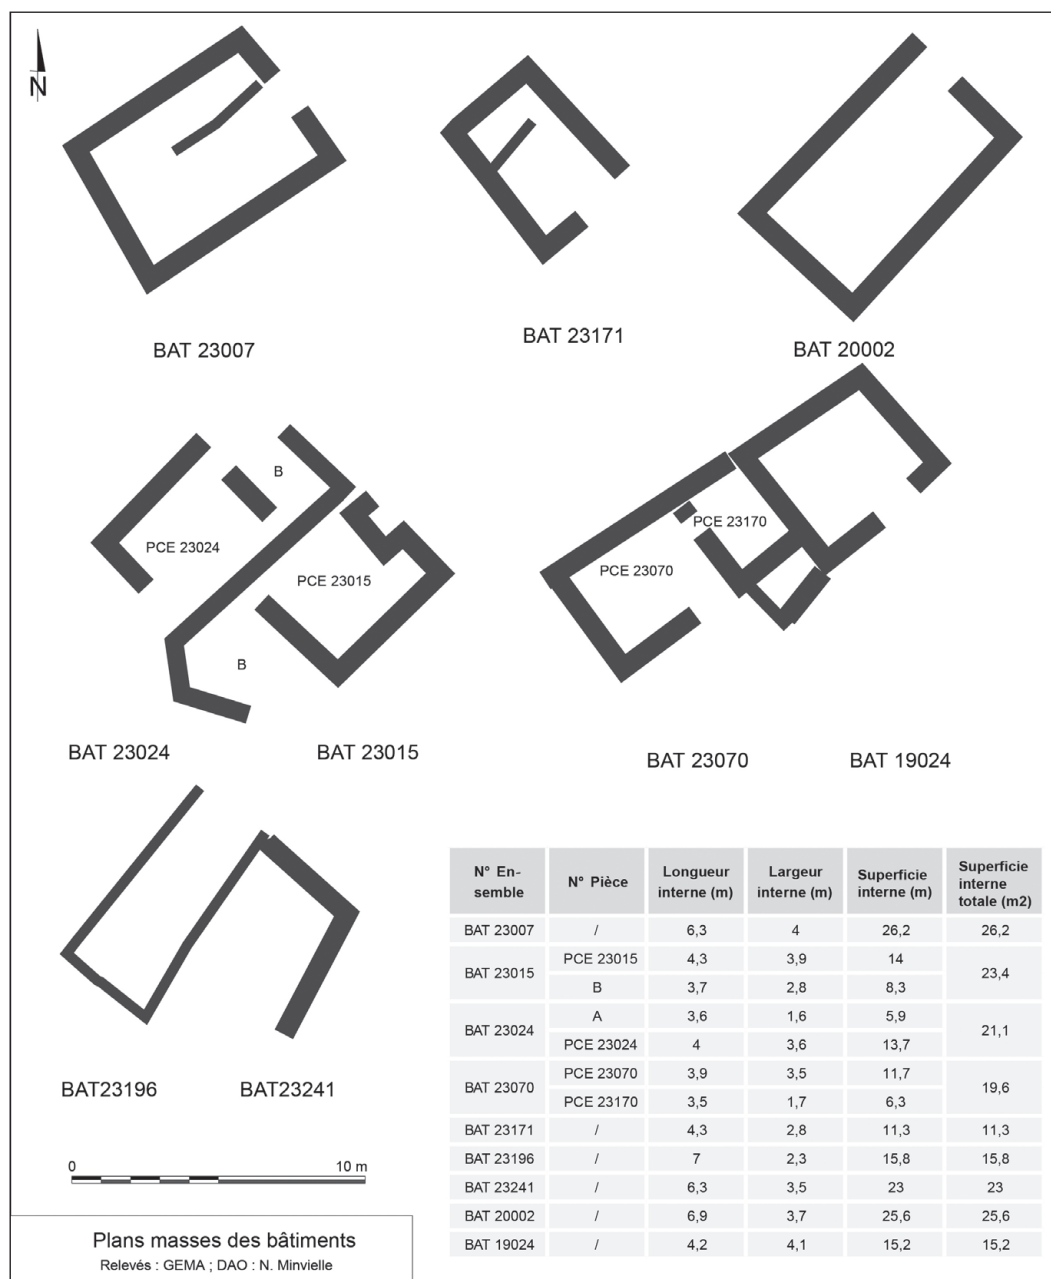 N
BAT 23007
BAT 23171
BAT 20002
B
PCE 23024
PCE 23015
B
PCE 23170
PCE 23070
BAT 23024
BAT 23015
BAT 23070
BAT 19024
BAT23196
BAT23241
0 10 m
Plans masses des bâtiments
Relevés : GEMA ; DAO : N. Minvielle
N° En-
semble
N° Pièce
Longueur
interne (m)
Largeur
interne (m)
Superficie
interne (m)
Superficie
interne
totale (m2)
BAT 23007 / 6,3 4 26,2 26,2
BAT 23015 PCE 23015 4,3 3,9 14 23,4
B 3,7 2,8 8,3
BAT 23024 A 3,6 1,6 5,9 21,1
PCE 23024 4 3,6 13,7
BAT 23070 PCE 23070 3,9 3,5 11,7 19,6
PCE 23170 3,5 1,7 6,3
BAT 23171 / 4,3 2,8 11,3 11,3
BAT 23196 / 7 2,3 15,8 15,8
BAT 23241 / 6,3 3,5 23 23
BAT 20002 / 6,9 3,7 25,6 25,6
BAT 19024 / 4,2 4,1 15,2 15,2